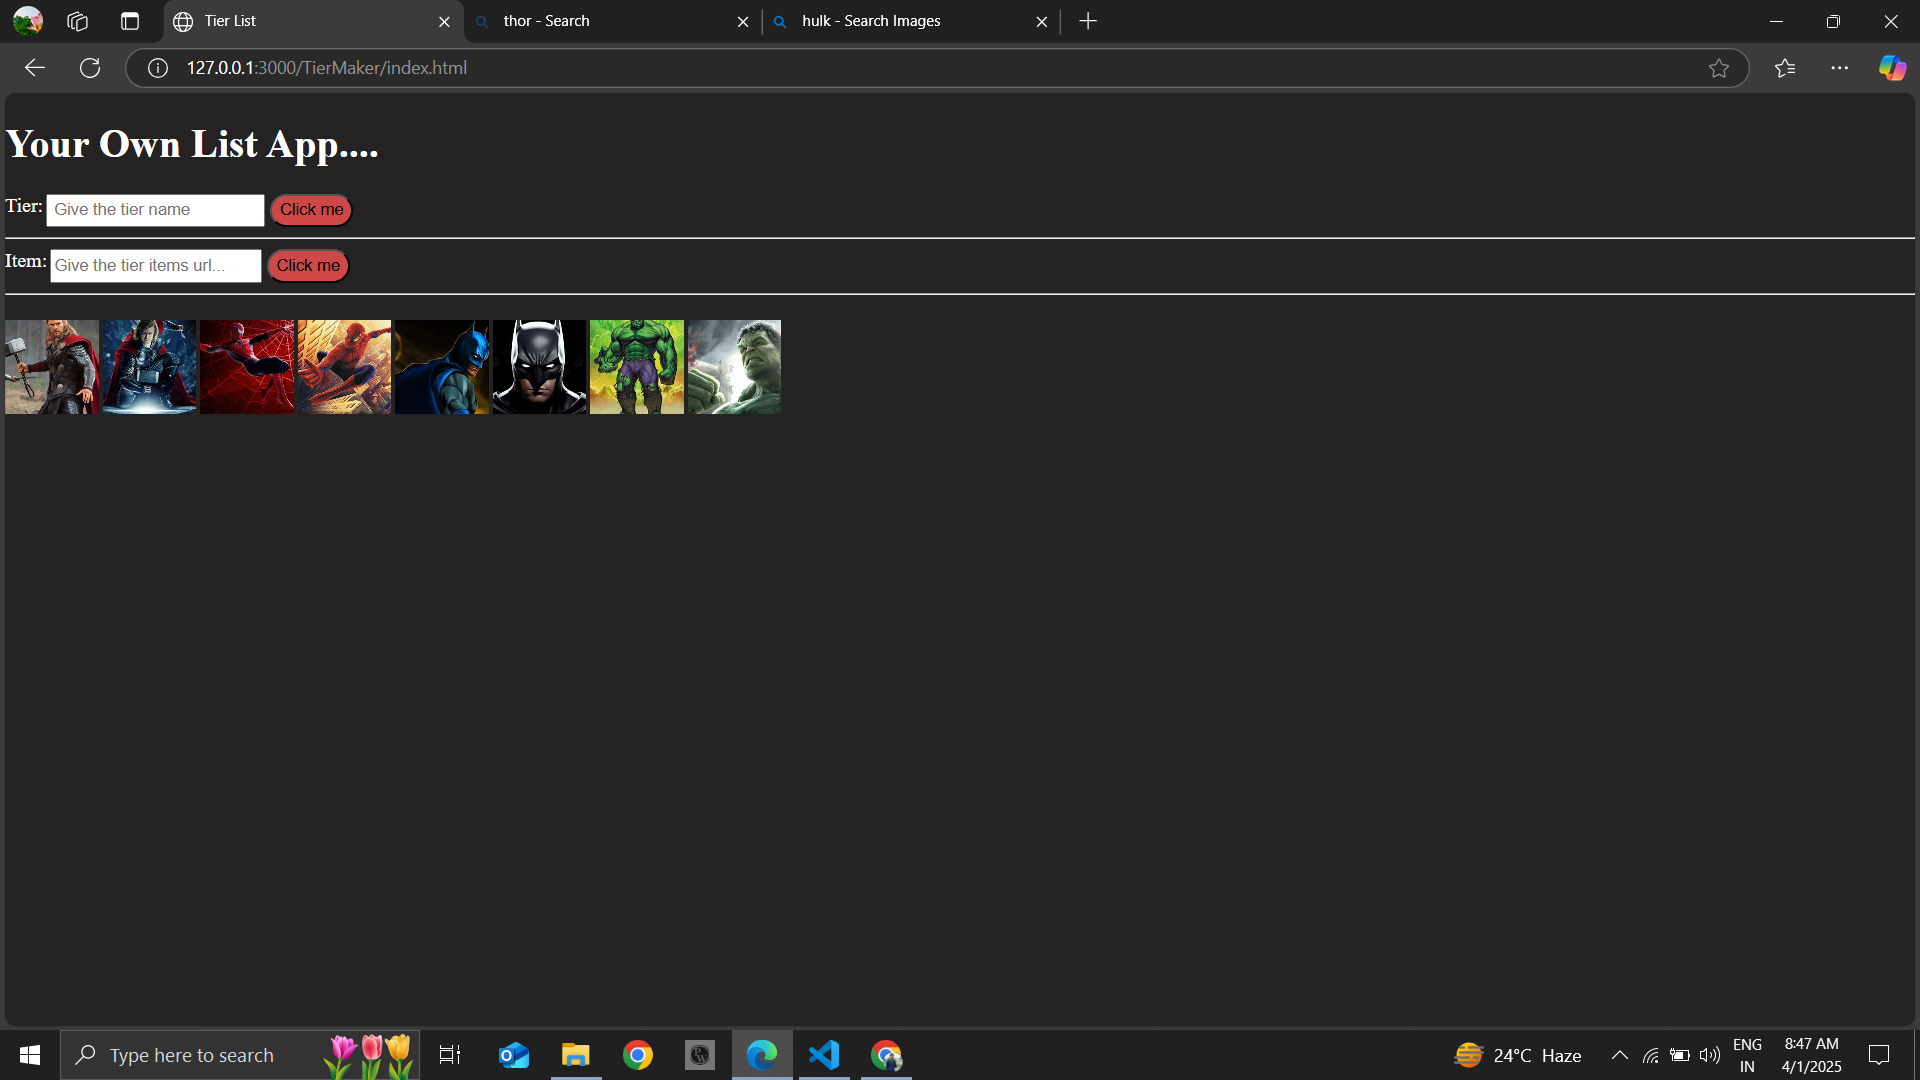 Tier List
thor - Search
hulk - Search Images
127.0.0.1:3000/TierMaker/index.html
Your Own List App....
Tier: Give the tier name Click me
Item: Give the tier items url... Click me
Type here to search
24°C Haze
ENG
IN
8:47 AM
4/1/2025